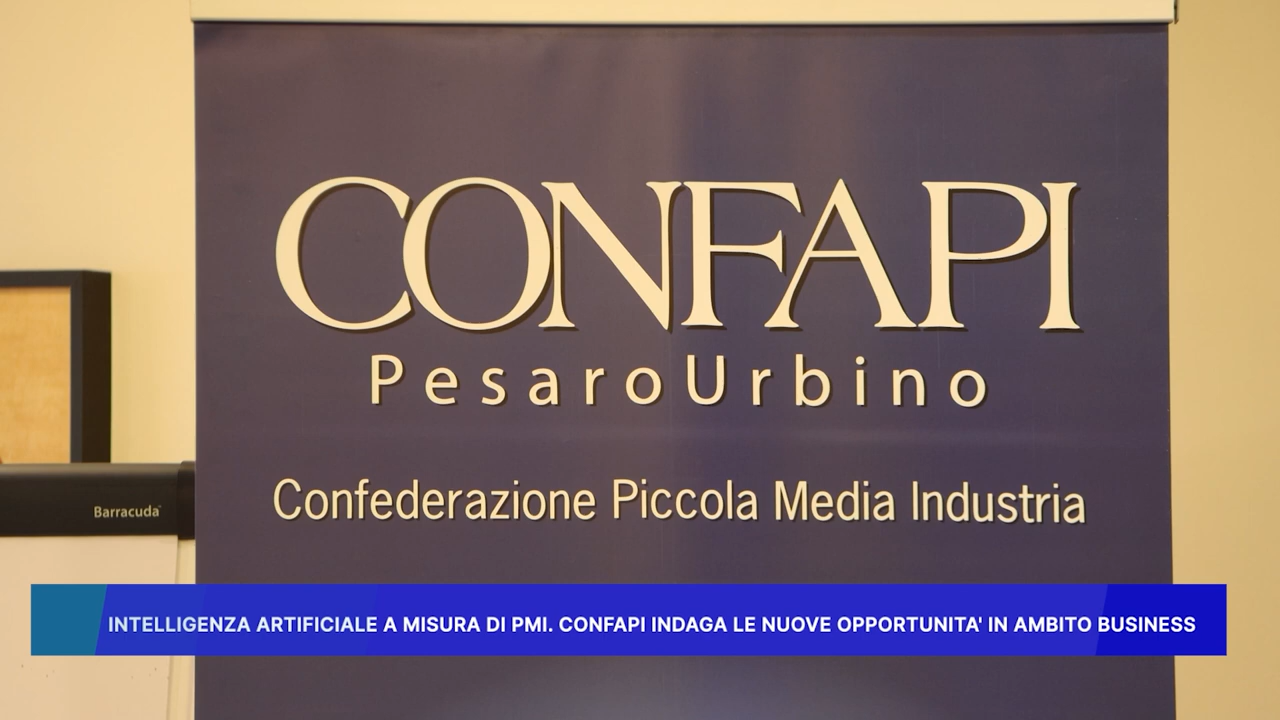 CONFAPI
PesaroUrbino
Confederazione Piccola Media Industria
Barracuda
INTELLIGENZA ARTIFICIALE A MISURA DI PMI. CONFAPI INDAGA LE NUOVE OPPORTUNITA' IN AMBITO BUSINESS